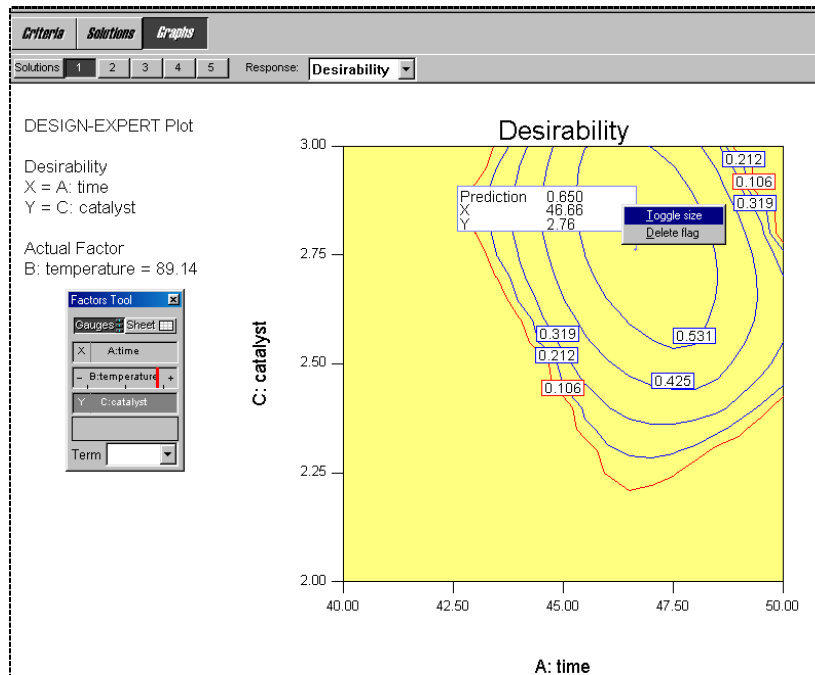 Criteria Solutions Graphs
Solutions 1 2 3 4 5 Response: Desirability
DESIGN-EXPERT Plot
Desirability
X = A: time
Y = C: catalyst
Actual Factor
B: temperature = 89.14
Factors Tool
Gauges Sheet
X A:time
- B:temperature +
Y C:catalyst
Term
Desirability
C: catalyst
3.00
2.75
2.50
2.25
2.00
40.00 42.50 45.00 47.50 50.00
A: time
Prediction 0.650
X 46.66
Y 2.76
Toggle size
Delete flag
0.212
0.106
0.319
0.319
0.212
0.106
0.531
0.425